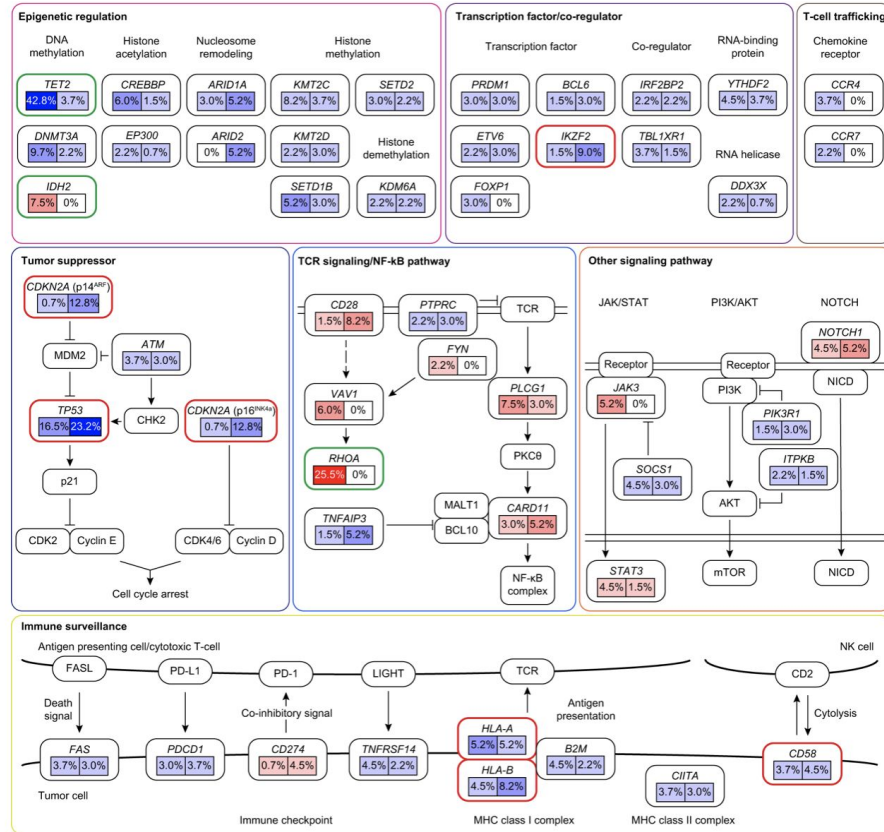 Epigenetic regulation
DNA methylation
Histone acetylation
Nucleosome remodeling
Histone methylation
TET2
42.8% 3.7%
CREBBP
6.0% 1.5%
ARID1A
3.0% 5.2%
KMT2C
8.2% 3.7%
SETD2
3.0% 2.2%
DNMT3A
9.7% 2.2%
EP300
2.2% 0.7%
ARID2
0% 5.2%
KMT2D
2.2% 3.0%
Histone demethylation
IDH2
7.5% 0%
SETD1B
5.2% 3.0%
KDM6A
2.2% 2.2%
Transcription factor/co-regulator
Transcription factor
Co-regulator
RNA-binding protein
PRDM1
3.0% 3.0%
BCL6
1.5% 3.0%
IRF2BP2
2.2% 2.2%
YTHDF2
4.5% 3.7%
ETV6
2.2% 3.0%
IKZF2
1.5% 9.0%
TBL1XR1
3.7% 1.5%
RNA helicase
FOXP1
3.0% 0%
DDX3X
2.2% 0.7%
T-cell trafficking
Chemokine receptor
CCR4
3.7% 0%
CCR7
2.2% 0%
Tumor suppressor
CDKN2A (p14ARF)
0.7% 12.8%
MDM2
ATM
3.7% 3.0%
TP53
16.5% 23.2%
CHK2
CDKN2A (p16INK4a)
0.7% 12.8%
p21
CDK2
Cyclin E
CDK4/6
Cyclin D
Cell cycle arrest
TCR signaling/NF-kB pathway
CD28
1.5% 8.2%
PTPRC
2.2% 3.0%
TCR
FYN
2.2% 0%
VAV1
6.0% 0%
PLCG1
7.5% 3.0%
RHOA
25.5% 0%
PKCθ
TNFAIP3
1.5% 5.2%
MALT1
BCL10
CARD11
3.0% 5.2%
NF-κB complex
Other signaling pathway
JAK/STAT
PI3K/AKT
NOTCH
NOTCH1
4.5% 5.2%
Receptor
Receptor
JAK3
5.2% 0%
PI3K
NICD
PIK3R1
1.5% 3.0%
SOCS1
4.5% 3.0%
ITPKB
2.2% 1.5%
AKT
STAT3
4.5% 1.5%
mTOR
NICD
Immune surveillance
Antigen presenting cell/cytotoxic T-cell
NK cell
FASL
PD-L1
PD-1
LIGHT
TCR
CD2
Death signal
Co-inhibitory signal
Antigen presentation
Cytolysis
FAS
3.7% 3.0%
PDCD1
3.0% 3.7%
CD274
0.7% 4.5%
TNFRSF14
4.5% 2.2%
HLA-A
5.2% 5.2%
HLA-B
4.5% 8.2%
B2M
4.5% 2.2%
CIITA
3.7% 3.0%
CD58
3.7% 4.5%
Tumor cell
Immune checkpoint
MHC class I complex
MHC class II complex